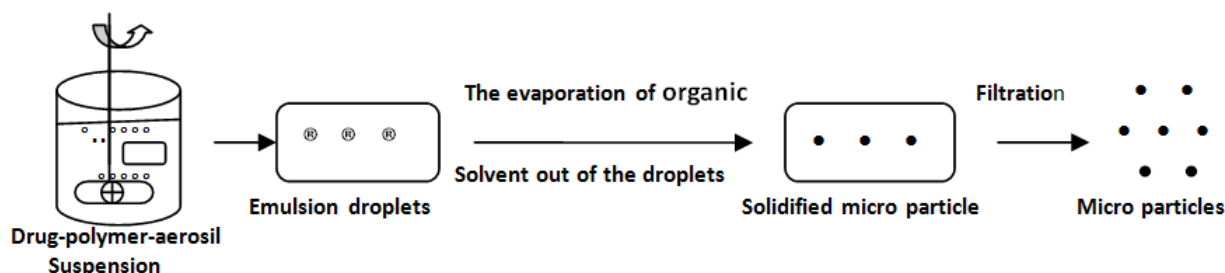 The evaporation of organic
Solvent out of the droplets
Filtration
® ® ®
Emulsion droplets
Solidified micro particle
Micro particles
Drug-polymer-aerosil
Suspension